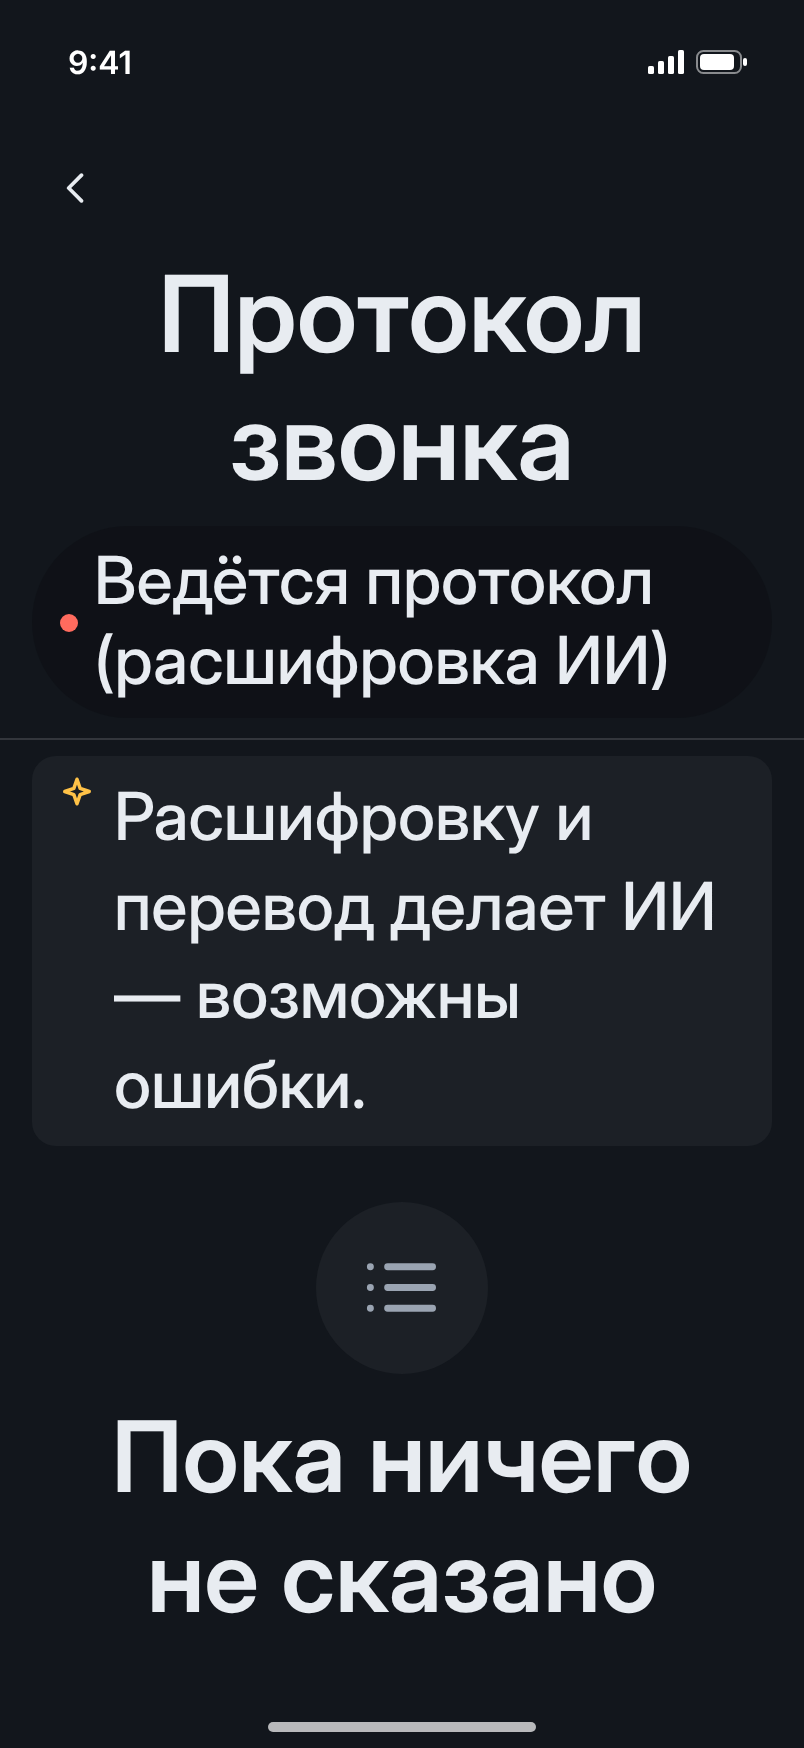 9:41
Протокол
звонка
Ведётся протокол
(расшифровка ИИ)
Расшифровку и
перевод делает ИИ
— возможны
ошибки.
Пока ничего
не сказано